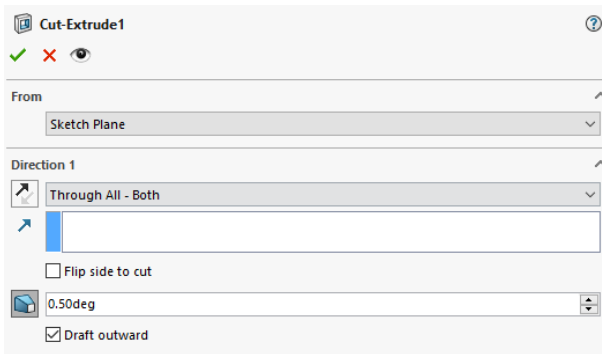 Cut-Extrude1
From
Sketch Plane
Direction 1
Through All - Both
Flip side to cut
0.50deg
Draft outward